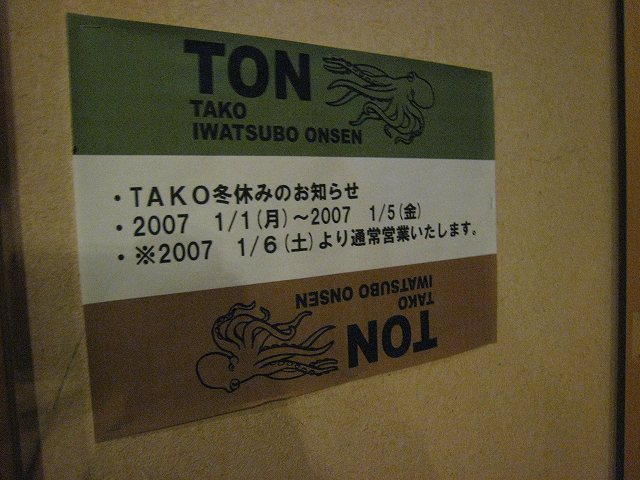 TON
TAKO
IWATSUBO ONSEN
・TAKO冬休みのお知らせ
・2007 1/1(月)～2007 1/5(金)
・※2007 1/6(土)より通常営業いたします。
TON
TAKO
IWATSUBO ONSEN